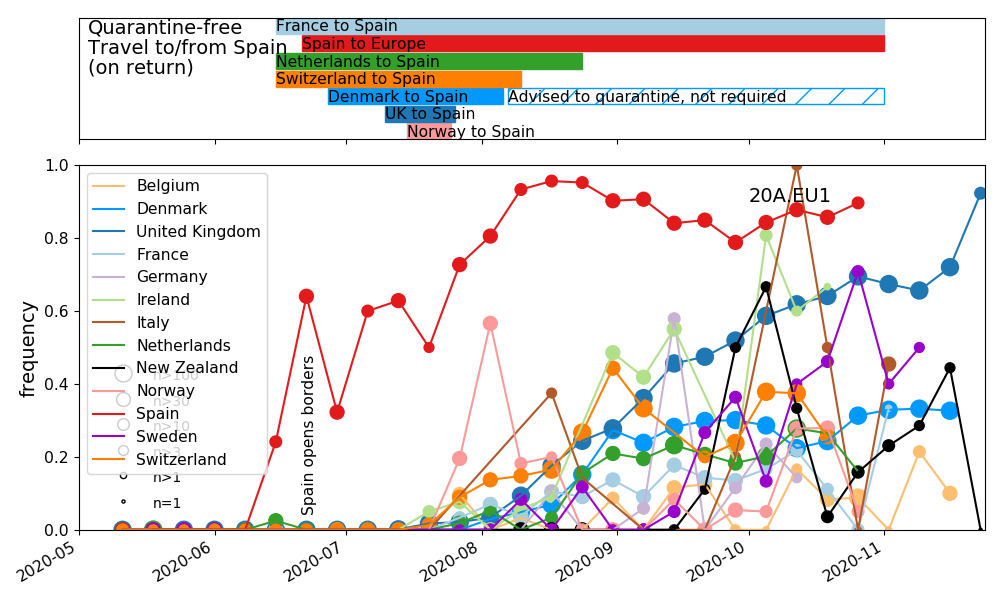 Quarantine-free
Travel to/from Spain
(on return)
France to Spain
Spain to Europe
Netherlands to Spain
Switzerland to Spain
Denmark to Spain
Advised to quarantine, not required
UK to Spain
Norway to Spain
1.0
0.8
0.6
0.4
0.2
0.0
frequency
Belgium
Denmark
United Kingdom
France
Germany
Ireland
Italy
Netherlands
New Zealand
Norway
Spain
Sweden
Switzerland
n>100
n>30
n>10
n>3
n>1
n=1
Spain opens borders
20A.EU1
2020-05
2020-06
2020-07
2020-08
2020-09
2020-10
2020-11